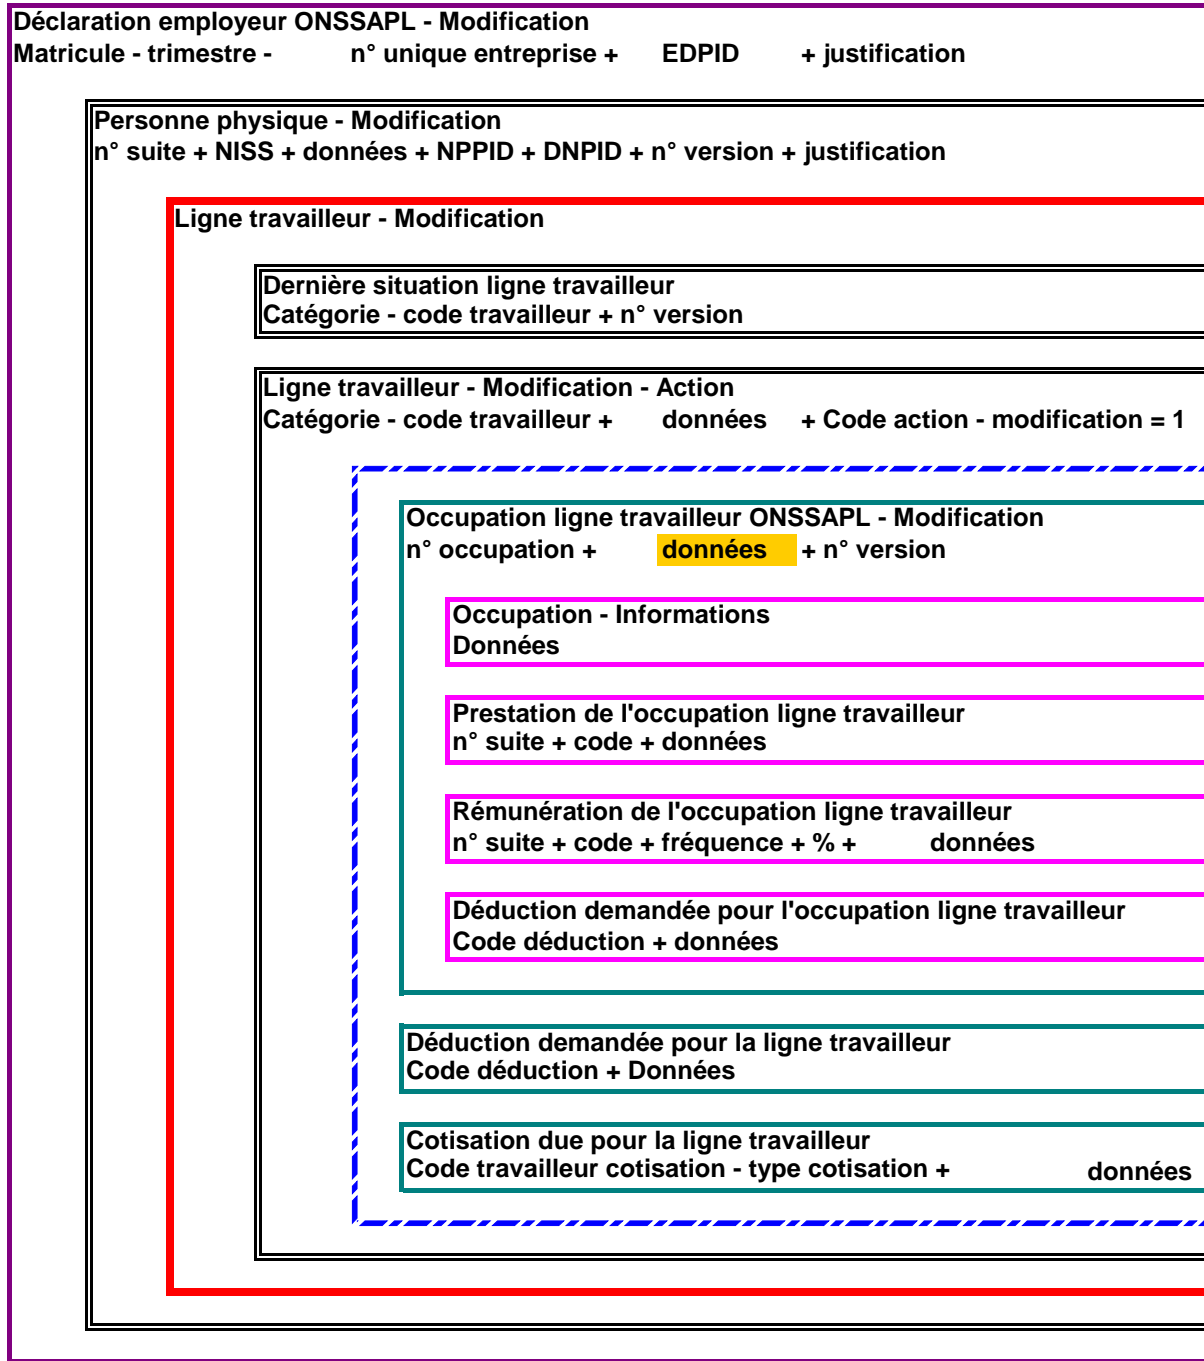 Déclaration employeur ONSSAPL - Modification
Matricule - trimestre - n° unique entreprise + EDPID + justification
Personne physique - Modification
n° suite + NISS + données + NPPID + DNPID + n° version + justification
Ligne travailleur - Modification
Dernière situation ligne travailleur
Catégorie - code travailleur + n° version
Ligne travailleur - Modification - Action
Catégorie - code travailleur + données + Code action - modification = 1
Occupation ligne travailleur ONSSAPL - Modification
n° occupation + données + n° version
Occupation - Informations
Données
Prestation de l'occupation ligne travailleur
n° suite + code + données
Rémunération de l'occupation ligne travailleur
n° suite + code + fréquence + % + données
Déduction demandée pour l'occupation ligne travailleur
Code déduction + données
Déduction demandée pour la ligne travailleur
Code déduction + Données
Cotisation due pour la ligne travailleur
Code travailleur cotisation - type cotisation + données